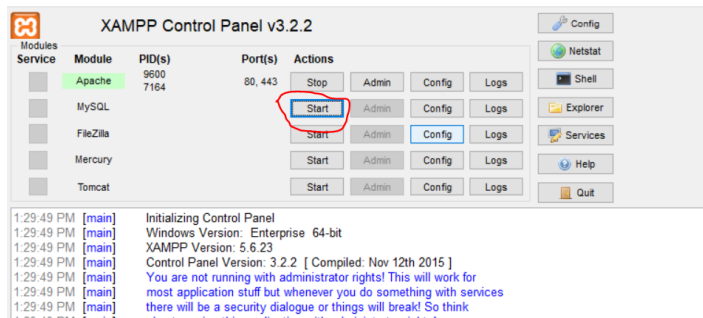 XAMPP Control Panel v3.2.2
Config
Modules
Service Module PID(s) Port(s) Actions
Netstat
Apache 9600 7164 80, 443 Stop Admin Config Logs
Shell
MySQL Start Admin Config Logs
Explorer
FileZilla Start Admin Config Logs
Services
Mercury Start Admin Config Logs
Help
Tomcat Start Admin Config Logs
Quit
1:29:49 PM [main] Initializing Control Panel
1:29:49 PM [main] Windows Version: Enterprise 64-bit
1:29:49 PM [main] XAMPP Version: 5.6.23
1:29:49 PM [main] Control Panel Version: 3.2.2 [ Compiled: Nov 12th 2015 ]
1:29:49 PM [main] You are not running with administrator rights! This will work for
1:29:49 PM [main] most application stuff but whenever you do something with services
1:29:49 PM [main] there will be a security dialogue or things will break! So think